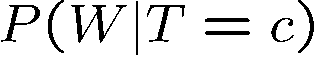 P(W|T = c)